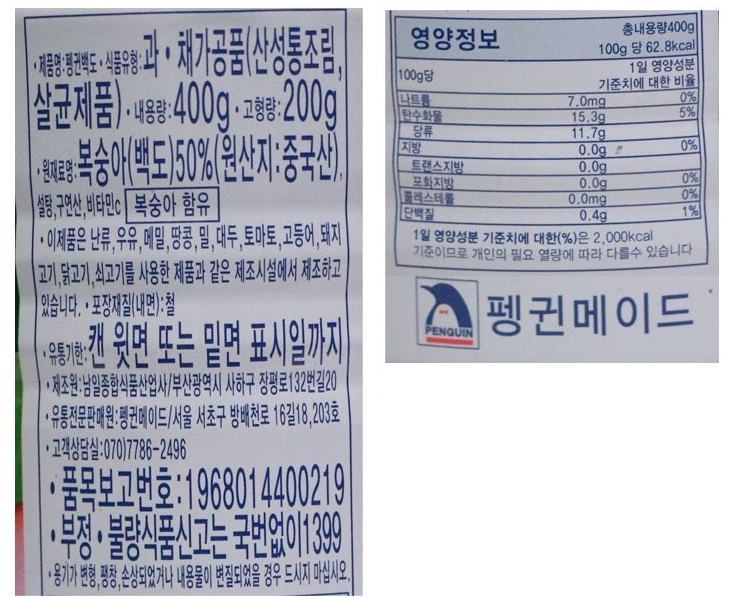 ·제품명:펭귄백도·식품유형:과·채가공품(산성통조림,
살균제품)·내용량:400g·고형량:200g
·원재료명:복숭아(백도)50%(원산지:중국산),
설탕,구연산,비타민c 복숭아 함유
·이제품은 난류,우유,메밀,땅콩,밀,대두,토마토,고등어,돼지
고기,닭고기,쇠고기를 사용한 제품과 같은 제조시설에서 제조하고
있습니다.·포장재질(내면):철
·유통기한:캔 윗면 또는 밑면 표시일까지
·제조원:남일종합식품산업사/부산광역시 사하구 장평로132번길20
·유통전문판매원:펭귄메이드/서울 서초구 방배천로 16길18,203호
·고객상담실:070)7786-2496
·품목보고번호:1968014400219
·부정·불량식품신고는 국번없이1399
·용기가 변형,팽창,손상되었거나 내용물이 변질되었을 경우 드시지 마십시오.
영양정보 총내용량400g
100g 당 62.8kcal
100g당 1일 영양성분
기준치에 대한 비율
나트륨 7.0mg 0%
탄수화물 15.3g 5%
당류 11.7g
지방 0.0g 0%
트랜스지방 0.0g
포화지방 0.0g 0%
콜레스테롤 0.0mg 0%
단백질 0.4g 1%
1일 영양성분 기준치에 대한(%)은 2,000kcal
기준이므로 개인의 필요 열량에 따라 다를수 있습니다
PENGUIN 펭귄메이드